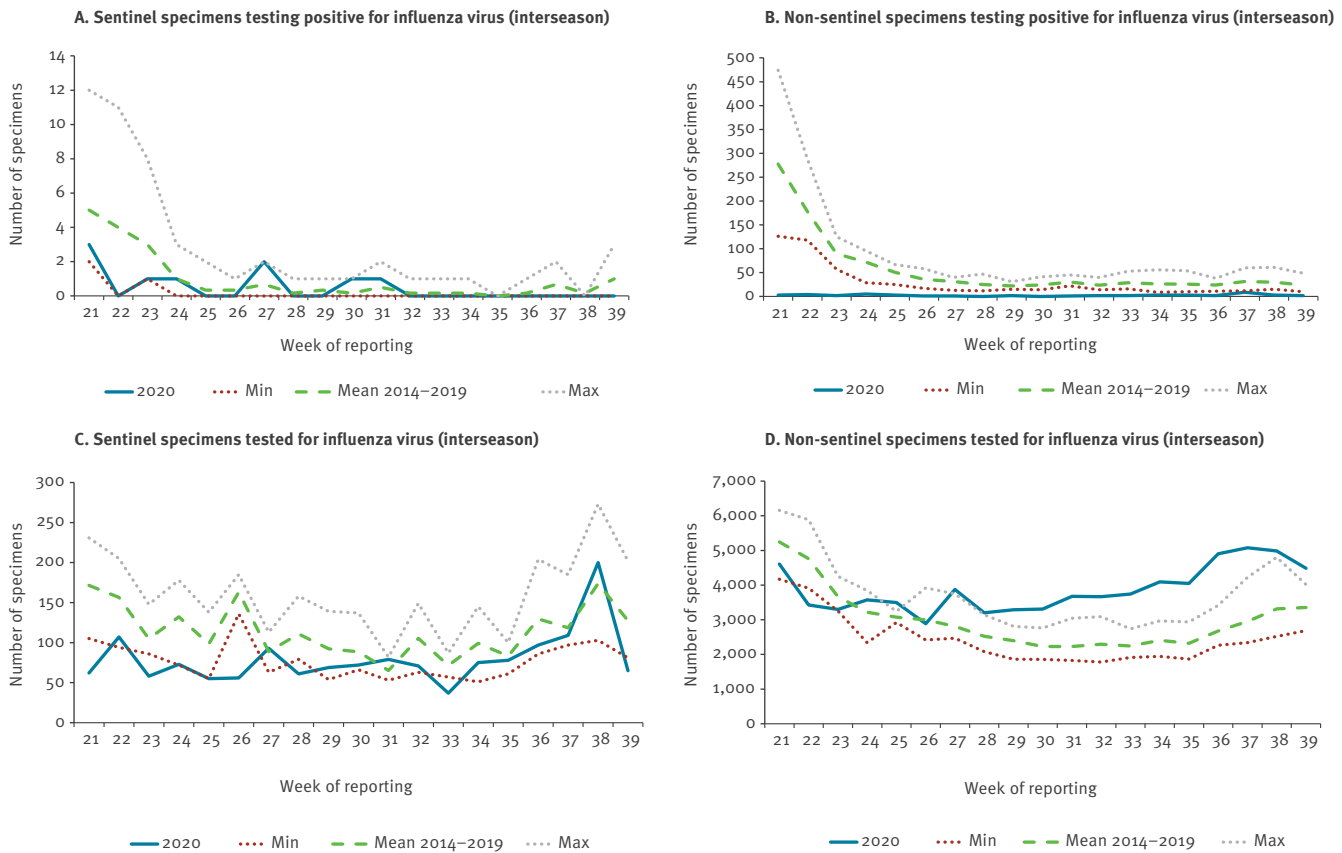 A. Sentinel specimens testing positive for influenza virus (interseason)
Number of specimens
14
12
10
8
6
4
2
0
21 22 23 24 25 26 27 28 29 30 31 32 33 34 35 36 37 38 39
Week of reporting
2020 Min Mean 2014–2019 Max
B. Non-sentinel specimens testing positive for influenza virus (interseason)
Number of specimens
500
450
400
350
300
250
200
150
100
50
0
21 22 23 24 25 26 27 28 29 30 31 32 33 34 35 36 37 38 39
Week of reporting
2020 Min Mean 2014–2019 Max
C. Sentinel specimens tested for influenza virus (interseason)
Number of specimens
300
250
200
150
100
50
0
21 22 23 24 25 26 27 28 29 30 31 32 33 34 35 36 37 38 39
Week of reporting
2020 Min Mean 2014–2019 Max
D. Non-sentinel specimens tested for influenza virus (interseason)
Number of specimens
7,000
6,000
5,000
4,000
3,000
2,000
1,000
0
21 22 23 24 25 26 27 28 29 30 31 32 33 34 35 36 37 38 39
Week of reporting
2020 Min Mean 2014–2019 Max